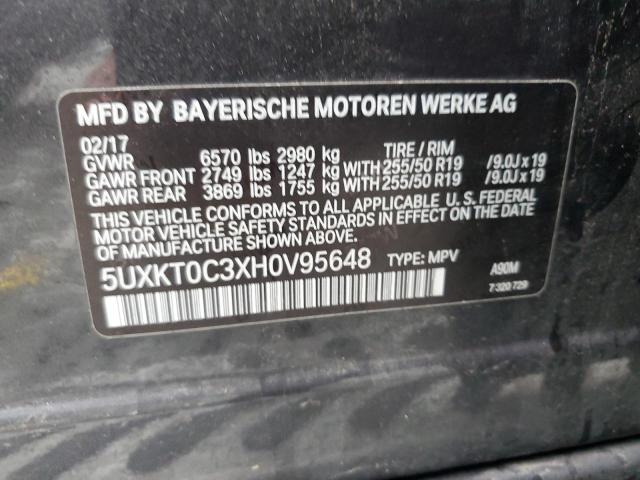 MFD BY BAYERISCHE MOTOREN WERKE AG
02/17 TIRE / RIM
GVWR 6570 lbs 2980 kg
GAWR FRONT 2749 lbs 1247 kg WITH 255/50 R19 /9.0J x 19
GAWR REAR 3869 lbs 1755 kg WITH 255/50 R19 /9.0J x 19
THIS VEHICLE CONFORMS TO ALL APPLICABLE U. S. FEDERAL
MOTOR VEHICLE SAFETY STANDARDS IN EFFECT ON THE DATE
OF MANUFACTURE SHOWN ABOVE.
5UXKT0C3XH0V95648 TYPE: MPV A90M
7 320 729